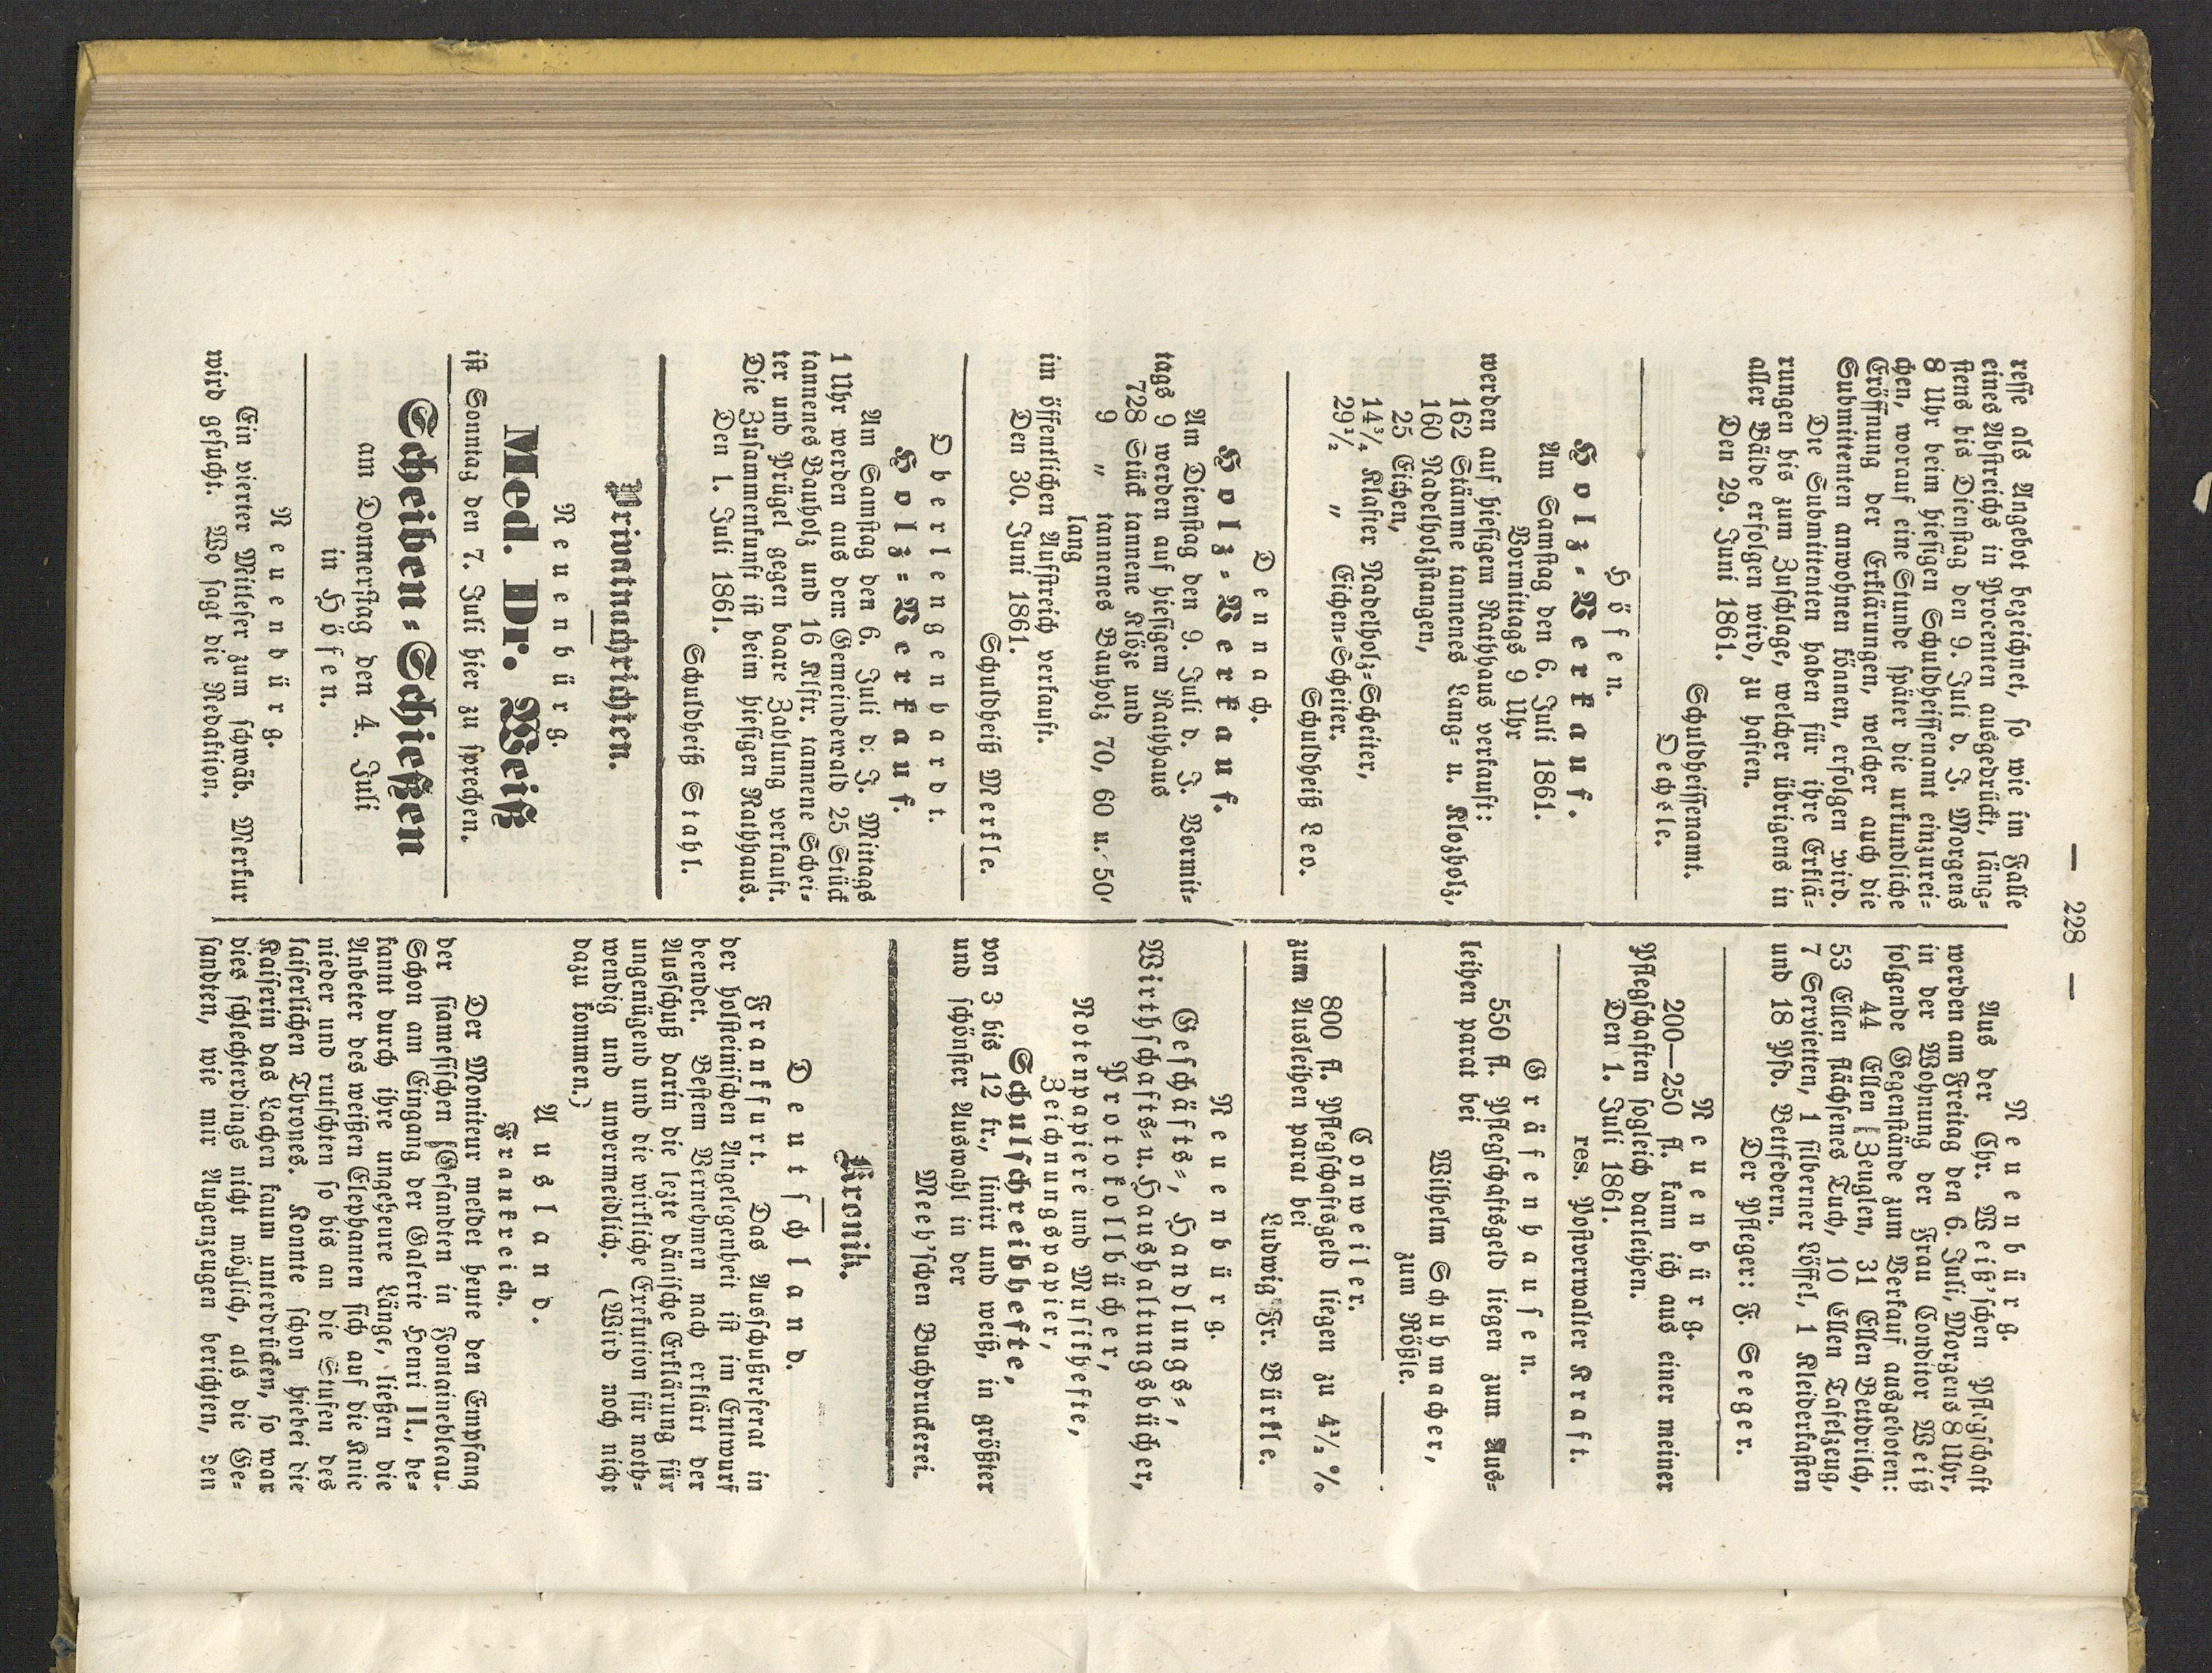 — 228 —
resse als Angebot bezeichnet, so wie im Falle
eines Abstreichs in Procenten ausgedrückt, läng-
stens bis Dienstag den 9. Juli d. J. Morgens
8 Uhr beim hiesigen Schuldheissenamt einzurei-
chen, worauf eine Stunde später die urkundliche
Eröffnung der Erklärungen, welcher auch die
Submittenten anwohnen können, erfolgen wird.
Die Submittenten haben für ihre Erklä-
rungen bis zum Zuschlage, welcher übrigens in
aller Bälde erfolgen wird, zu haften.
Den 29. Juni 1861.
Schuldheissenamt.
Dechsle.
Höfen.
Holz-Verkauf.
Am Samstag den 6. Juli 1861.
Vormittags 9 Uhr
werden auf hiesigem Rathhaus verkauft:
162 Stämme tannenes Lang- u. Klozholz,
160 Nadelholzstangen,
25 Eichen,
14¾ Klafter Nadelholz-Scheiter,
29½ " Eichen-Scheiter.
Schuldheiß Leo.
Dennach.
Holz-Verkauf.
Am Dienstag den 9. Juli d. J. Vormit-
tags 9 werden auf hiesigem Rathhaus
728 Stük tannene Klöze und
9 " tannenes Bauholz 70, 60 u. 50'
lang
im öffentlichen Aufstreich verkauft.
Den 30. Juni 1861.
Schuldheiß Merkle.
Oberlengenhardt.
Holz-Verkauf.
Am Samstag den 6. Juli d. J. Mittags
1 Uhr werden aus dem Gemeindewald 25 Stück
tannenes Bauholz und 16 Klftr. tannene Schei-
ter und Prügel gegen baare Zahlung verkauft.
Die Zusammenkunft ist beim hiesigen Rathhaus.
Den 1. Juli 1861.
Schuldheiß Stahl.
Privatnachrichten.
Neuenbürg.
Med. Dr. Weiß
ist Sonntag den 7. Juli hier zu sprechen.
Scheiben-Schießen
am Donnerstag den 4. Juli
in Höfen.
Neuenbürg.
Ein vierter Mitleser zum schwäb. Merkur
wird gesucht. Wo sagt die Redaktion.
Neuenbürg.
Aus der Chr. Weiß'schen Pflegschaft
werden am Freitag den 6. Juli, Morgens 8 Uhr,
in der Wohnung der Frau Conditor Weiß
folgende Gegenstände zum Verkauf ausgeboten:
44 Ellen Zeuglen, 31 Ellen Bettdrilch,
53 Ellen flächsenes Tuch, 10 Ellen Tafelzeug,
7 Servietten, 1 silberner Löffel, 1 Kleiderkasten
und 18 Pfd. Bettfedern.
Der Pfleger: F. Seeger.
Neuenbürg.
200—250 fl. kann ich aus einer meiner
Pflegschaften sogleich darleihen.
Den 1. Juli 1861.
res. Postverwalter Kraft.
Gräfenhausen.
550 fl. Pflegschaftsgeld liegen zum Aus-
leihen parat bei
Wilhelm Schuhmacher,
zum Rößle.
Conweiler.
800 fl. Pflegschaftsgeld liegen zu 4½ %
zum Ausleihen parat bei
Ludwig Fr. Bürkle.
Neuenbürg.
Geschäfts-, Handlungs-,
Wirthschafts- u. Haushaltungsbücher,
Protokollbücher,
Notenpapiere und Musikhefte,
Zeichnungspapier,
Schulschreibhefte,
von 3 bis 12 kr., linirt und weiß, in größter
und schönster Auswahl in der
Meeh'schen Buchdruckerei.
Kronik.
Deutschland.
Frankfurt. Das Ausschußreferat in
der holsteinischen Angelegenheit ist im Entwurf
beendet. Bestem Vernehmen nach erklärt der
Ausschuß darin die lezte dänische Erklärung für
ungenügend und die wirkliche Exekution für noth-
wendig und unvermeidlich. (Wird noch nicht
dazu kommen.)
Ausland.
Frankreich.
Der Moniteur meldet heute den Empfang
der siamesischen Gesandten in Fontainebleau.
Schon am Eingang der Galerie Henri II., be-
kannt durch ihre ungeheure Länge, ließen die
Anbeter des weißen Elephanten sich auf die Knie
nieder und rutschten so bis an die Stufen des
kaiserlichen Thrones. Konnte schon hiebei die
Kaiserin das Lachen kaum unterdrücken, so war
dies schlechterdings nicht möglich, als die Ge-
sandten, wie mir Augenzeugen berichten, den